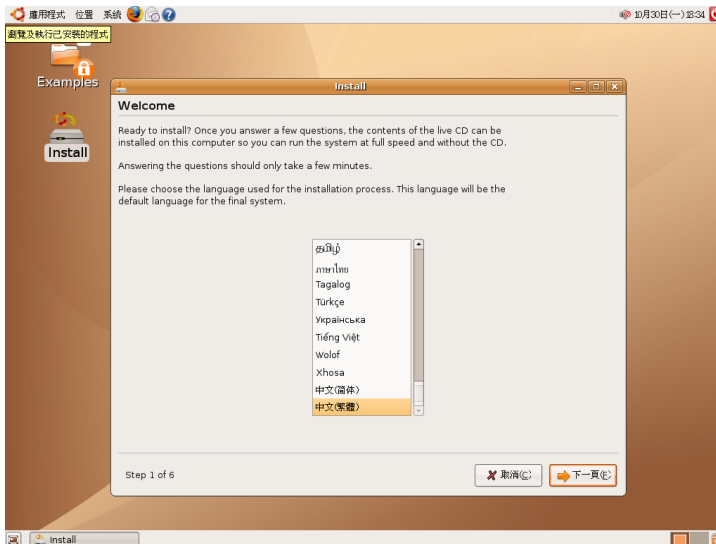 應用程式 位置 系統
10月30日(一) 18:34
瀏覽及執行已安裝的程式
Examples
Install
Install
Welcome
Ready to install? Once you answer a few questions, the contents of the live CD can be
installed on this computer so you can run the system at full speed and without the CD.
Answering the questions should only take a few minutes.
Please choose the language used for the installation process. This language will be the
default language for the final system.
தமிழ்
ภาษาไทย
Tagalog
Türkçe
Українська
Tiếng Việt
Wolof
Xhosa
中文(简体)
中文(繁體)
Step 1 of 6
取消(C)
下一頁(F)
Install